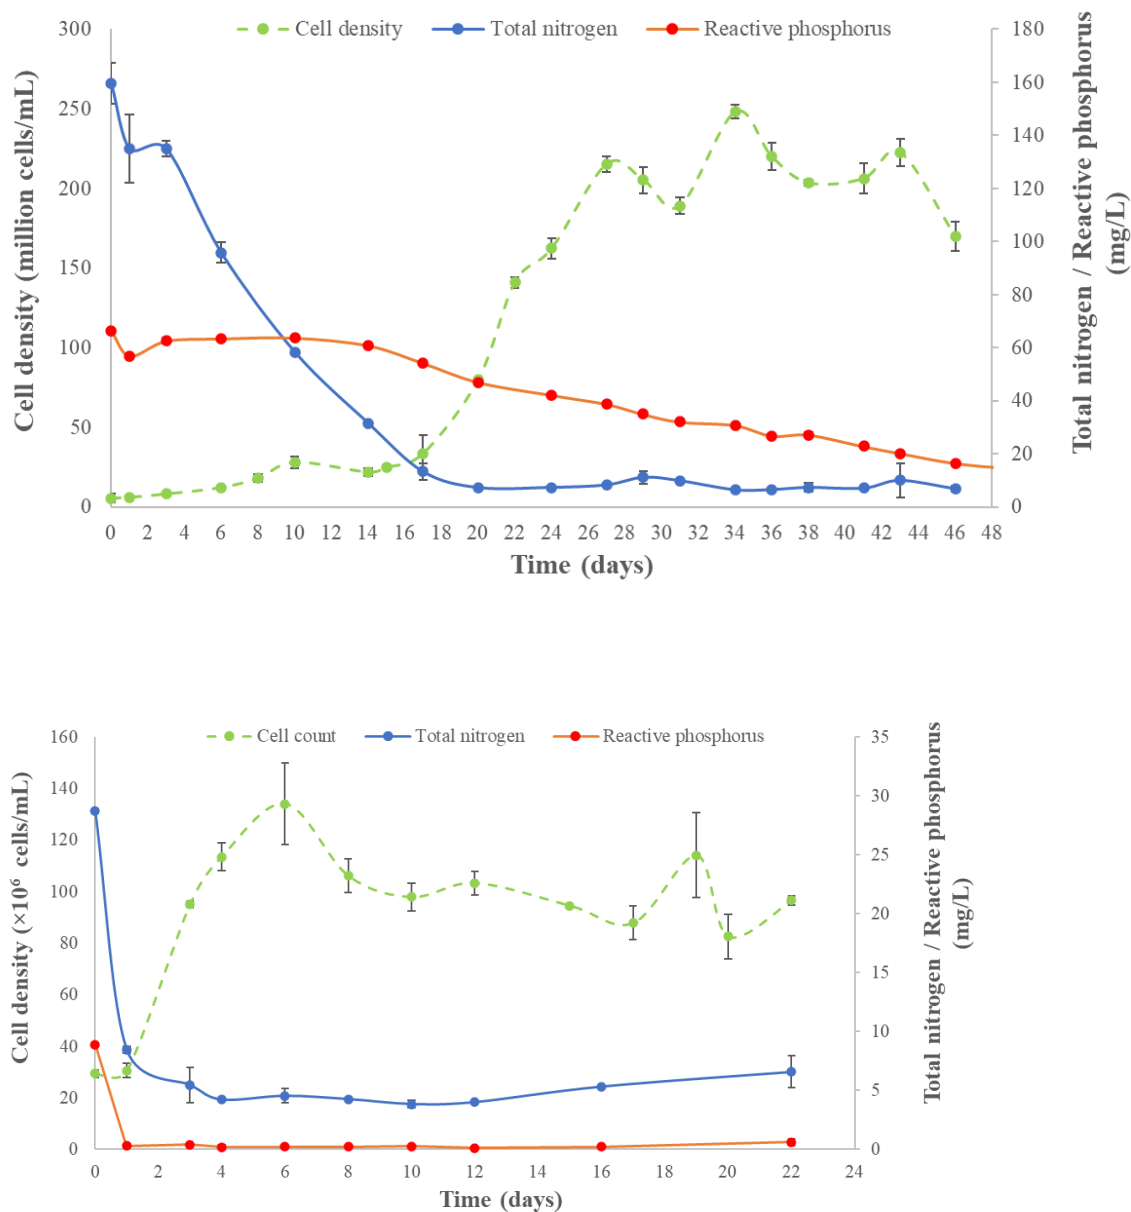 Cell density Total nitrogen Reactive phosphorus
300
250
200
150
100
50
0
Cell density (million cells/mL)
180
160
140
120
100
80
60
40
20
0
Total nitrogen / Reactive phosphorus
(mg/L)
0 2 4 6 8 10 12 14 16 18 20 22 24 26 28 30 32 34 36 38 40 42 44 46 48
Time (days)
Cell count Total nitrogen Reactive phosphorus
160
140
120
100
80
60
40
20
0
Cell density (×10⁶ cells/mL)
35
30
25
20
15
10
5
0
Total nitrogen / Reactive phosphorus
(mg/L)
0 2 4 6 8 10 12 14 16 18 20 22 24
Time (days)